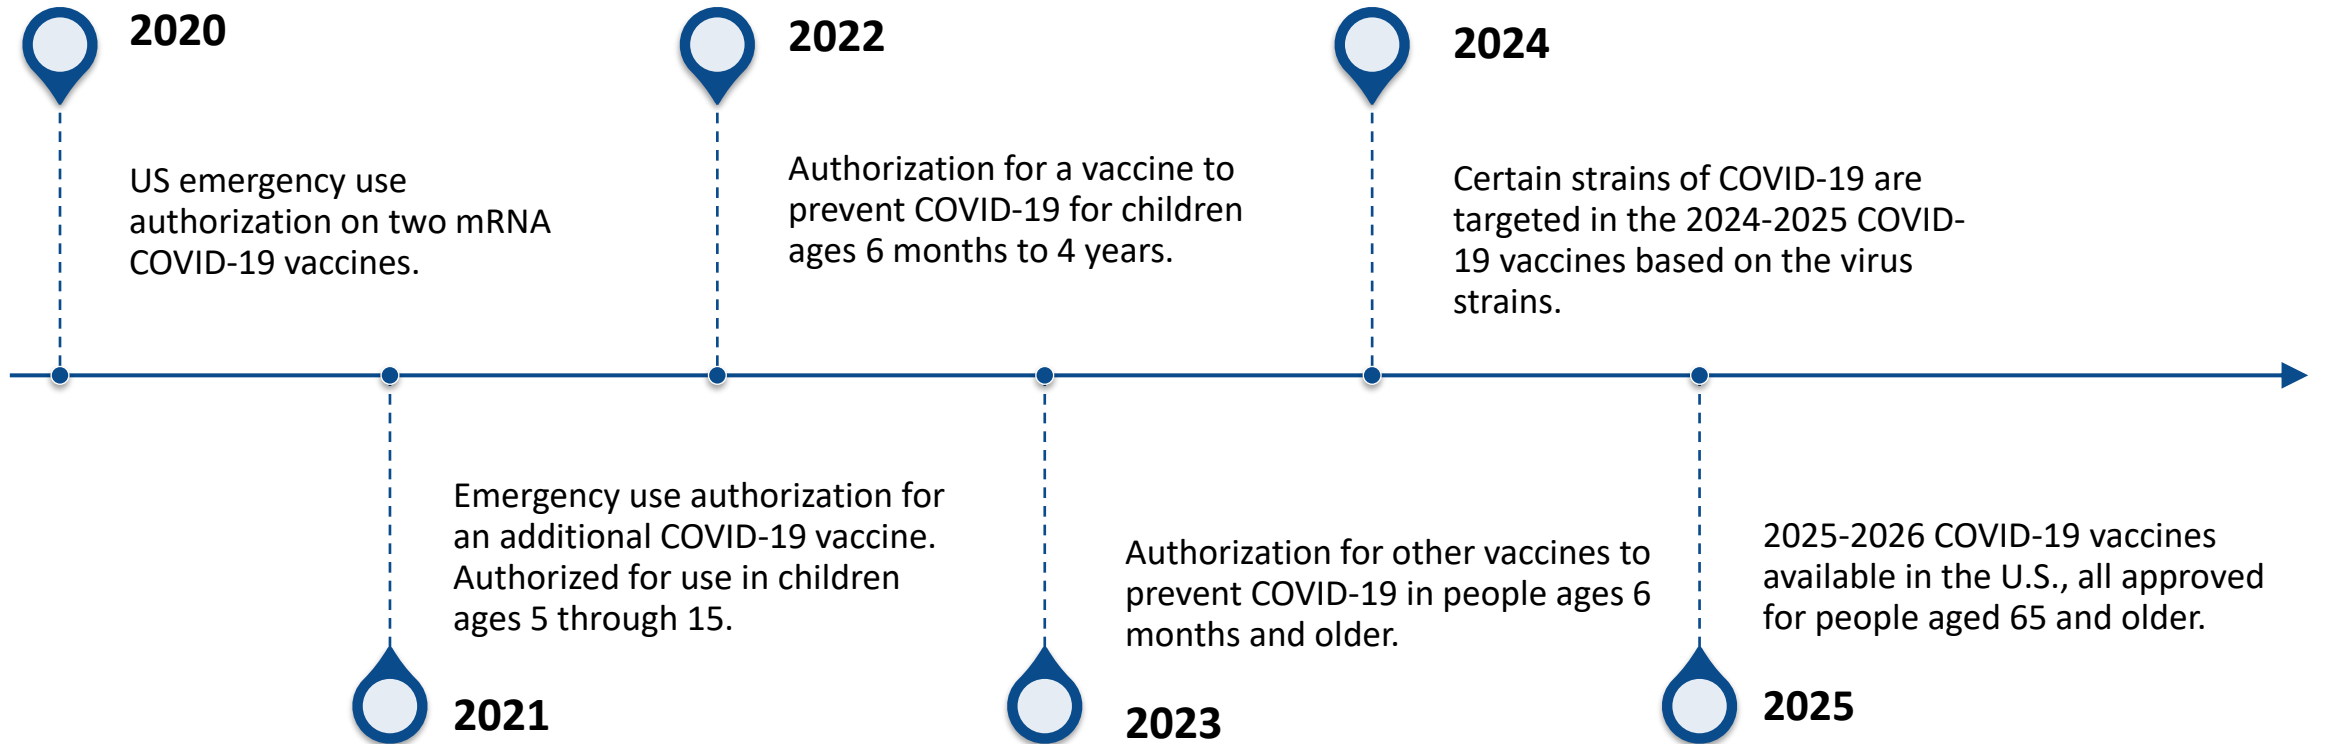 2020
US emergency use
authorization on two mRNA
COVID-19 vaccines.
Emergency use authorization for
an additional COVID-19 vaccine.
Authorized for use in children
ages 5 through 15.
2021
2022
Authorization for a vaccine to
prevent COVID-19 for children
ages 6 months to 4 years.
Authorization for other vaccines to
prevent COVID-19 in people ages 6
months and older.
2023
2024
Certain strains of COVID-19 are
targeted in the 2024-2025 COVID-
19 vaccines based on the virus
strains.
2025-2026 COVID-19 vaccines
available in the U.S., all approved
for people aged 65 and older.
2025